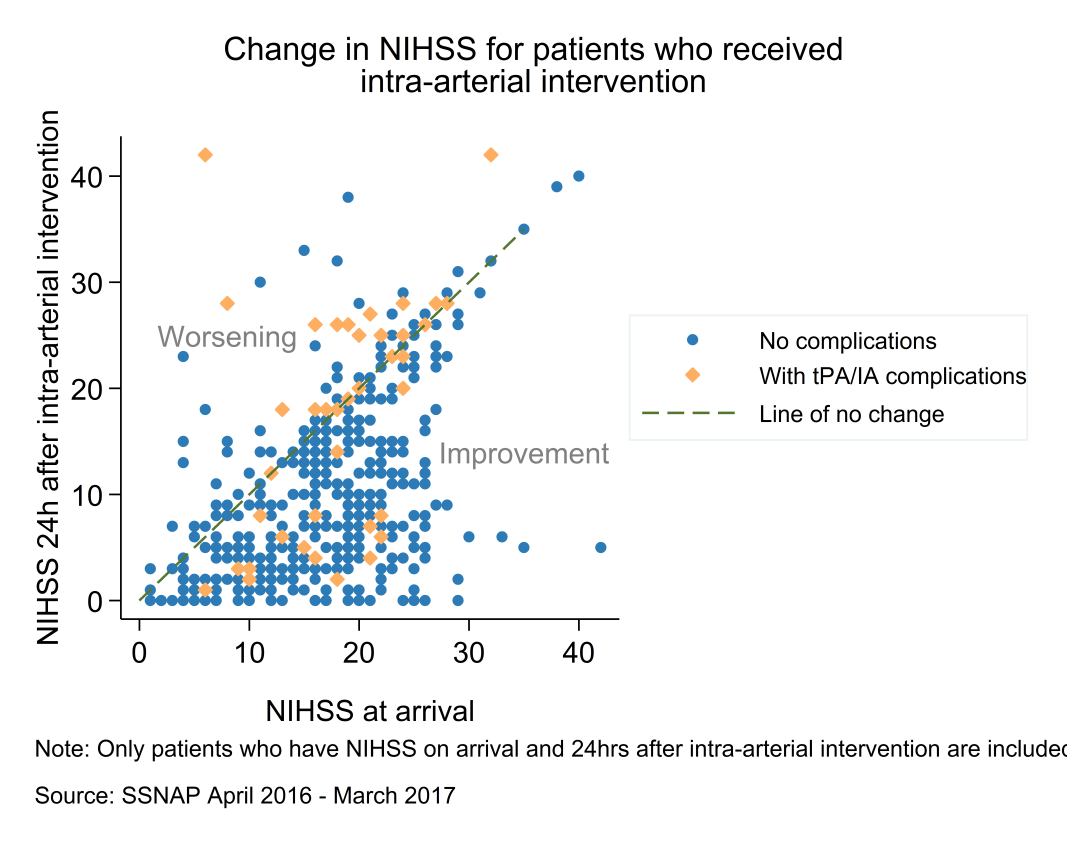 Change in NIHSS for patients who received
intra-arterial intervention
NIHSS 24h after intra-arterial intervention
40
30
20
10
0
Worsening
Improvement
No complications
With tPA/IA complications
Line of no change
0 10 20 30 40
NIHSS at arrival
Note: Only patients who have NIHSS on arrival and 24hrs after intra-arterial intervention are included
Source: SSNAP April 2016 - March 2017